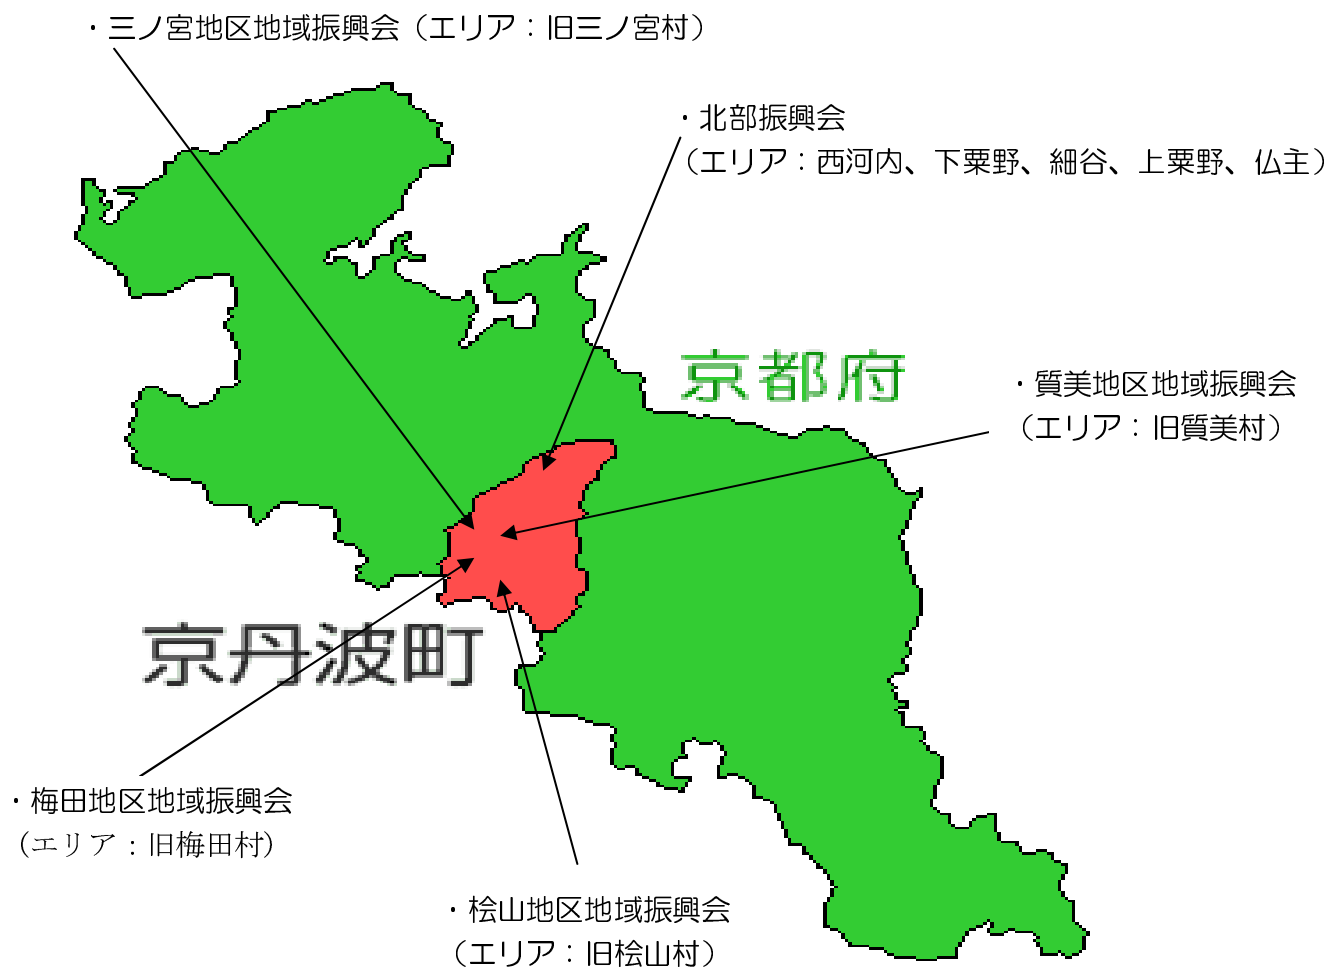 ・三ノ宮地区地域振興会（エリア：旧三ノ宮村）
・北部振興会
（エリア：西河内、下粟野、細谷、上粟野、仏主）
京都府
・質美地区地域振興会
（エリア：旧質美村）
京丹波町
・梅田地区地域振興会
（エリア：旧梅田村）
・桧山地区地域振興会
（エリア：旧桧山村）